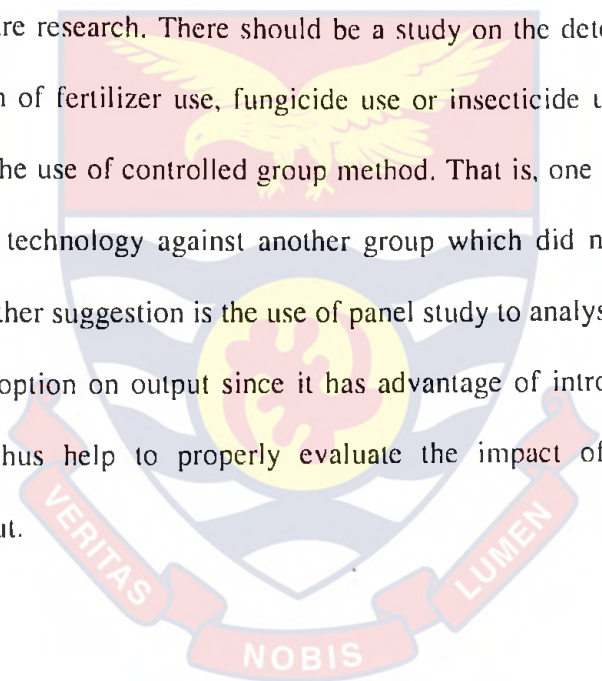 re research. There should be a study on the dete
n of fertilizer use, fungicide use or insecticide u
he use of controlled group method. That is, one
technology against another group which did n
her suggestion is the use of panel study to analys
option on output since it has advantage of intro
hus help to properly evaluate the impact of
ut.
VERITAS
NOBIS
LUMEN